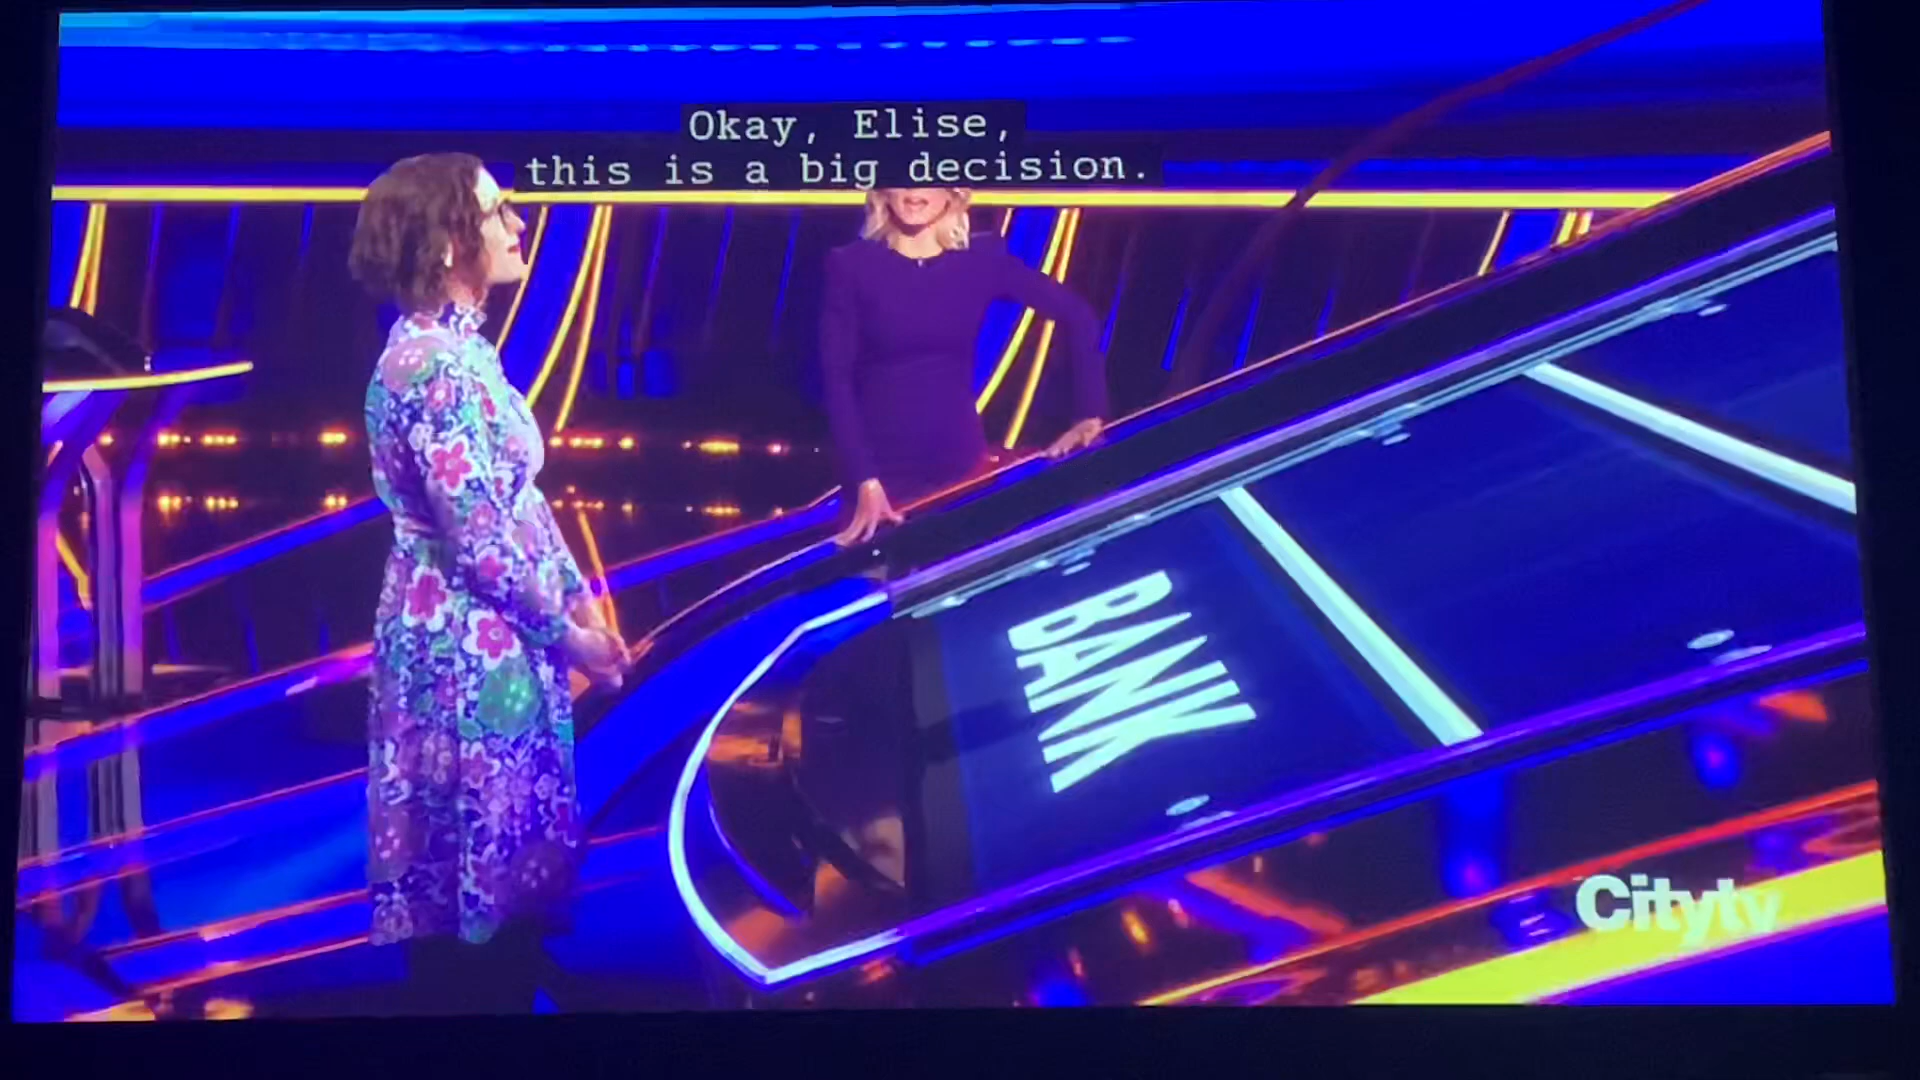 Okay, Elise,
this is a big decision.
BANK
Citytv